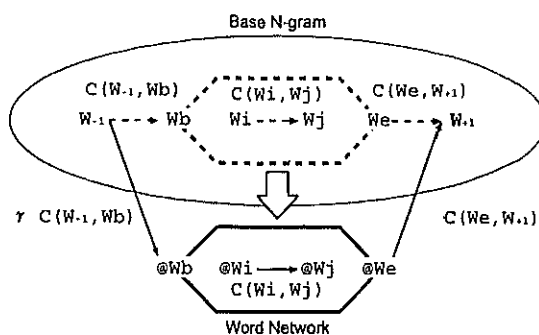 Base N-gram
C(W-1,Wb) C(Wi,Wj) C(We,W+1)
W-1 Wb Wi Wj We W+1
γ C(W-1,Wb) C(We,W+1)
@Wb @Wi @Wj @We
C(Wi,Wj)
Word Network